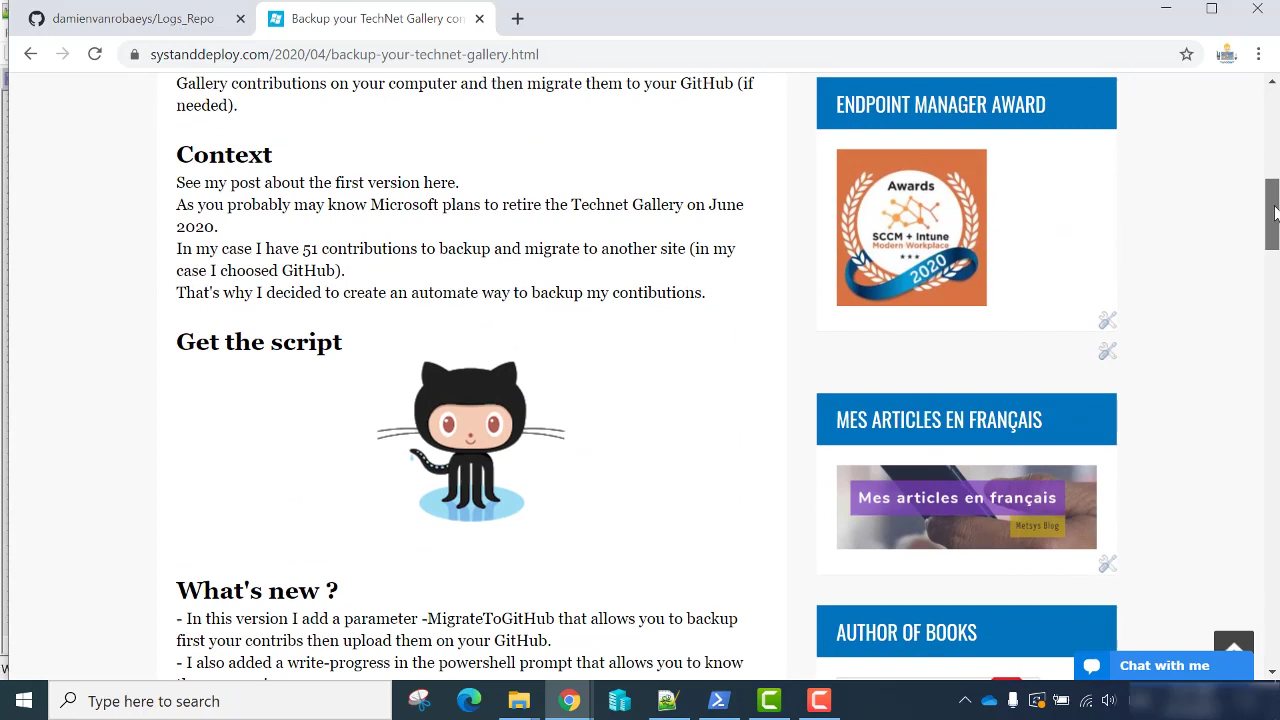 damienvanrobaeys/Logs_Repo
Backup your TechNet Gallery con
systanddeploy.com/2020/04/backup-your-technet-gallery.html
Gallery contributions on your computer and then migrate them to your GitHub (if
needed).
Context
See my post about the first version here.
As you probably may know Microsoft plans to retire the Technet Gallery on June
2020.
In my case I have 51 contributions to backup and migrate to another site (in my
case I choosed GitHub).
That's why I decided to create an automate way to backup my contibutions.
Get the script
What's new ?
- In this version I add a parameter -MigrateToGitHub that allows you to backup
first your contribs then upload them on your GitHub.
- I also added a write-progress in the powershell prompt that allows you to know
ENDPOINT MANAGER AWARD
Awards
SCCM + Intune
Modern Workplace
2020
MES ARTICLES EN FRANÇAIS
Mes articles en français
Metsys Blog
AUTHOR OF BOOKS
Chat with me
Type here to search